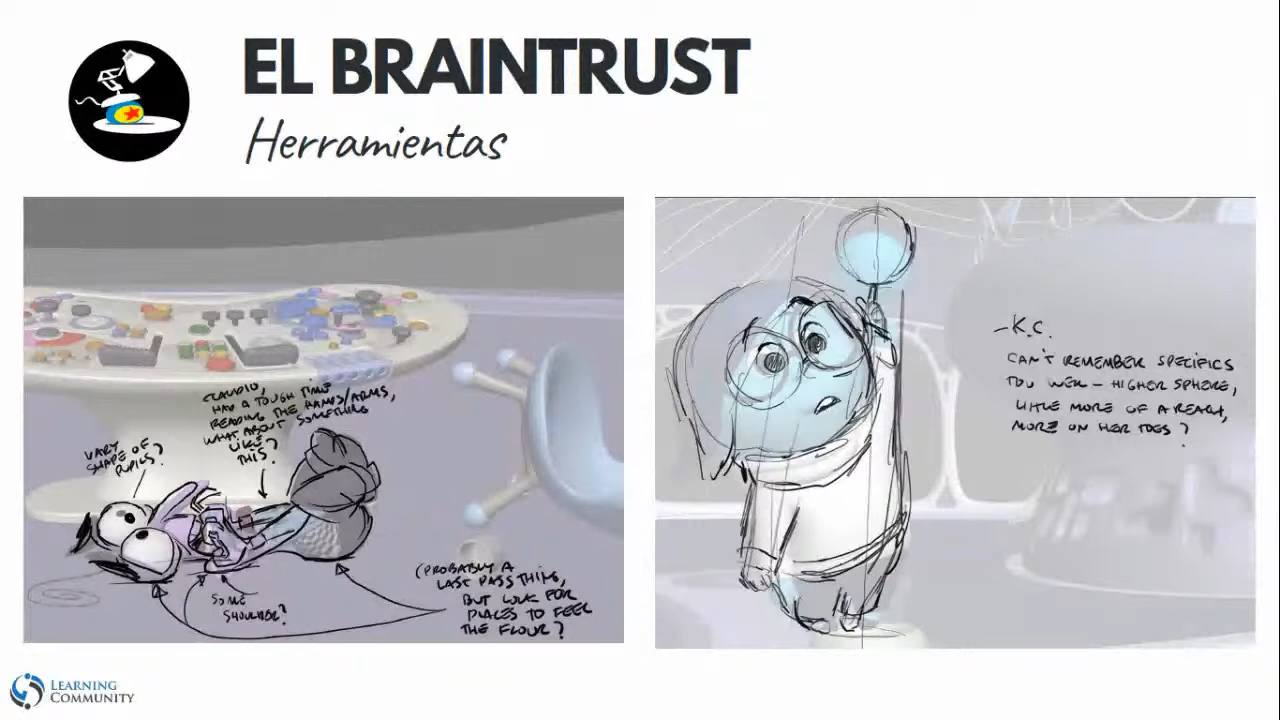 EL BRAINTRUST
Herramientas
CLAUDIO,
HAD A TOUGH TIME
READING THE HANDS/ARMS,
WHAT ABOUT SOMETHING
LIKE
THIS?
VARY
SHAPE OF
PUPILS?
SOME
SHOULDER?
(PROBABLY A
LAST PASS THING,
BUT LOOK FOR
PLACES TO FEEL
THE FLOOR?
-K.C.
CAN'T REMEMBER SPECIFICS
TOO WELL - HIGHER SPHERE,
LITTLE MORE OF A REACH,
MORE ON HER TOES?
LEARNING
COMMUNITY